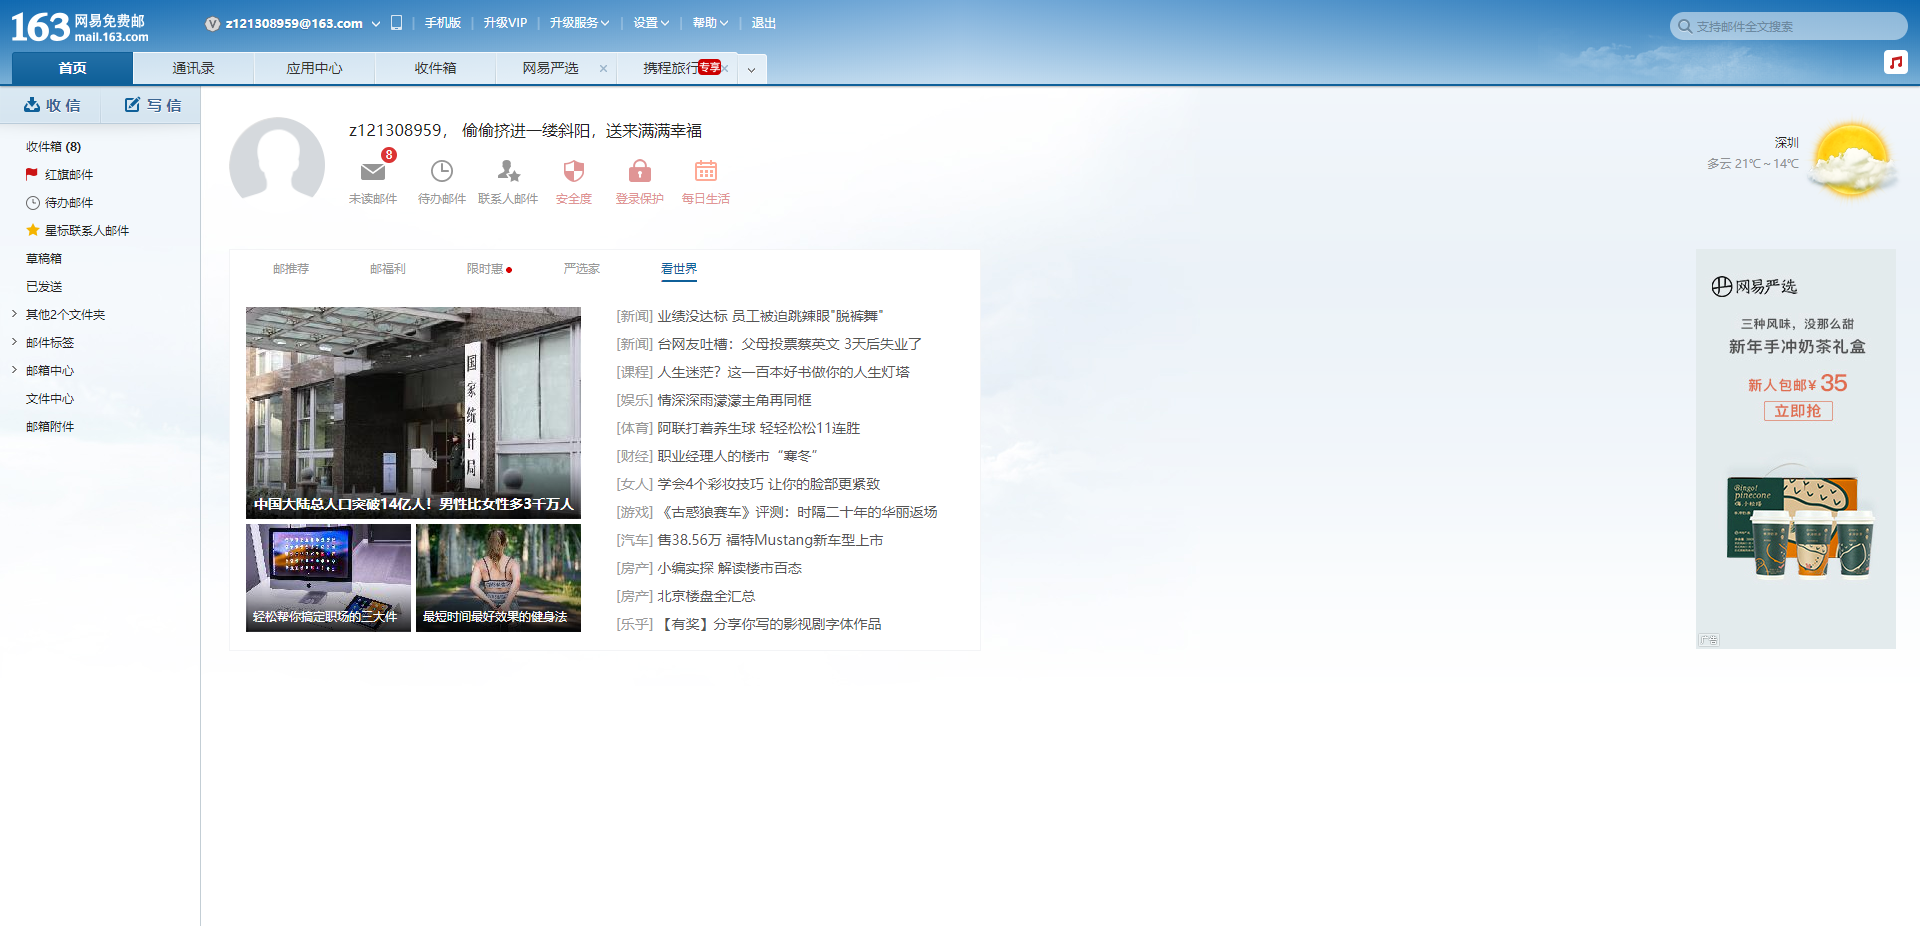 163 网易免费邮
mail.163.com
z121308959@163.com
手机版
升级VIP
升级服务
设置
帮助
退出
支持邮件全文搜索
首页
通讯录
应用中心
收件箱
网易严选
携程旅行
专享
收 信
写 信
收件箱 (8)
红旗邮件
待办邮件
星标联系人邮件
草稿箱
已发送
其他2个文件夹
邮件标签
邮箱中心
文件中心
邮箱附件
z121308959， 偷偷挤进一缕斜阳，送来满满幸福
8
未读邮件
待办邮件
联系人邮件
安全度
登录保护
每日生活
深圳
多云 21℃ ~ 14℃
邮推荐
邮福利
限时惠
严选家
看世界
国家统计局
中国大陆总人口突破14亿人！男性比女性多3千万人
轻松帮你搞定职场的三大件
最短时间最好效果的健身法
[新闻] 业绩没达标 员工被迫跳辣眼"脱裤舞"
[新闻] 台网友吐槽：父母投票蔡英文 3天后失业了
[课程] 人生迷茫？这一百本好书做你的人生灯塔
[娱乐] 情深深雨濛濛主角再同框
[体育] 阿联打着养生球 轻轻松松11连胜
[财经] 职业经理人的楼市“寒冬”
[女人] 学会4个彩妆技巧 让你的脸部更紧致
[游戏] 《古惑狼赛车》评测：时隔二十年的华丽返场
[汽车] 售38.56万 福特Mustang新车型上市
[房产] 小编实探 解读楼市百态
[房产] 北京楼盘全汇总
[乐乎] 【有奖】分享你写的影视剧字体作品
网易严选
三种风味，没那么甜
新年手冲奶茶礼盒
新人包邮¥ 35
立即抢
Bingo!
pinecone
广告